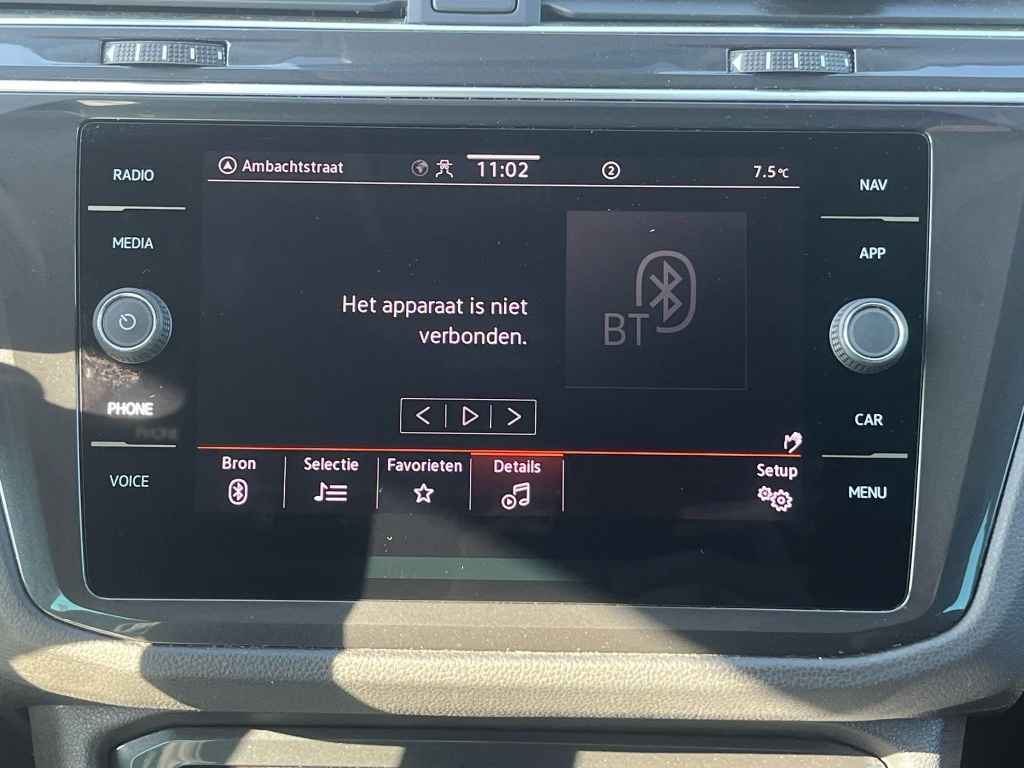 RADIO
MEDIA
PHONE
VOICE
Ambachtstraat
11:02
2
7.5°C
Het apparaat is niet
verbonden.
BT
Bron
Selectie
Favorieten
Details
Setup
NAV
APP
CAR
MENU